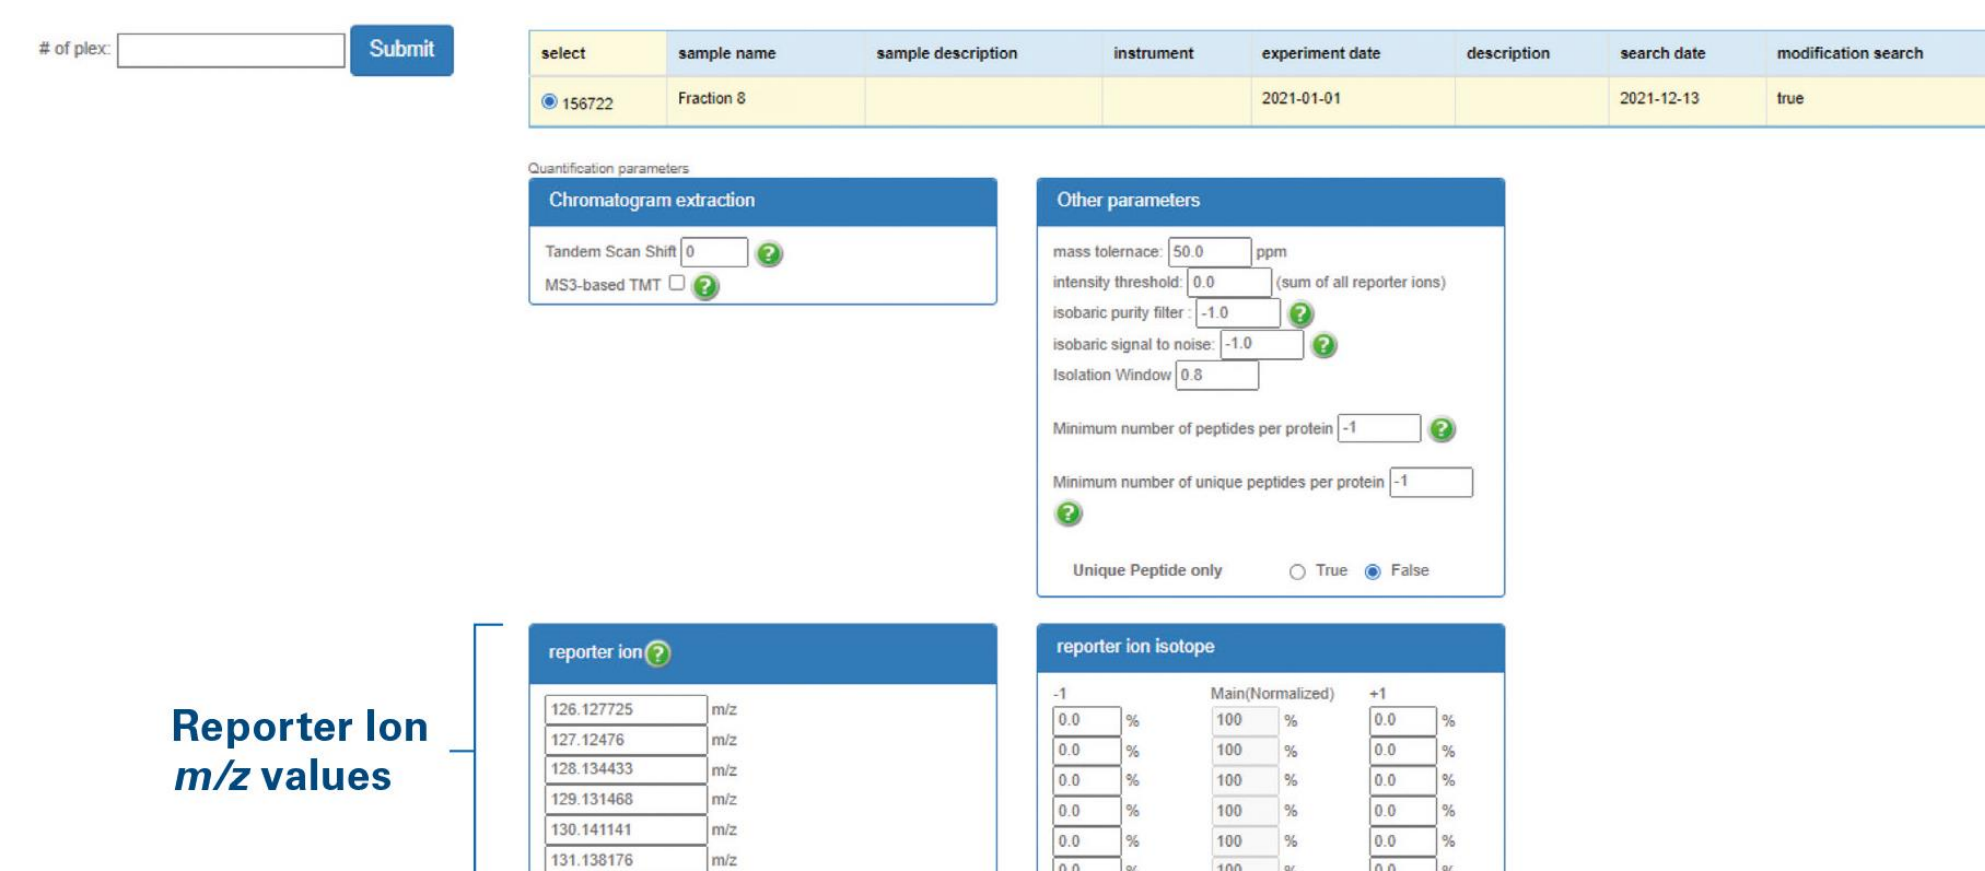 # of plex: Submit
select sample name sample description instrument experiment date description search date modification search
156722 Fraction 8 2021-01-01 2021-12-13 true
Quantification parameters
Chromatogram extraction
Tandem Scan Shift 0 ?
MS3-based TMT ?
Other parameters
mass tolernace: 50.0 ppm
intensity threshold: 0.0 (sum of all reporter ions)
isobaric purity filter : -1.0 ?
isobaric signal to noise: -1.0 ?
Isolation Window 0.8
Minimum number of peptides per protein -1 ?
Minimum number of unique peptides per protein -1
?
Unique Peptide only True False
Reporter Ion
m/z values
reporter ion ?
126.127725 m/z
127.12476 m/z
128.134433 m/z
129.131468 m/z
130.141141 m/z
131.138176 m/z
reporter ion isotope
-1 Main(Normalized) +1
0.0 % 100 % 0.0 %
0.0 % 100 % 0.0 %
0.0 % 100 % 0.0 %
0.0 % 100 % 0.0 %
0.0 % 100 % 0.0 %
0.0 % 100 % 0.0 %